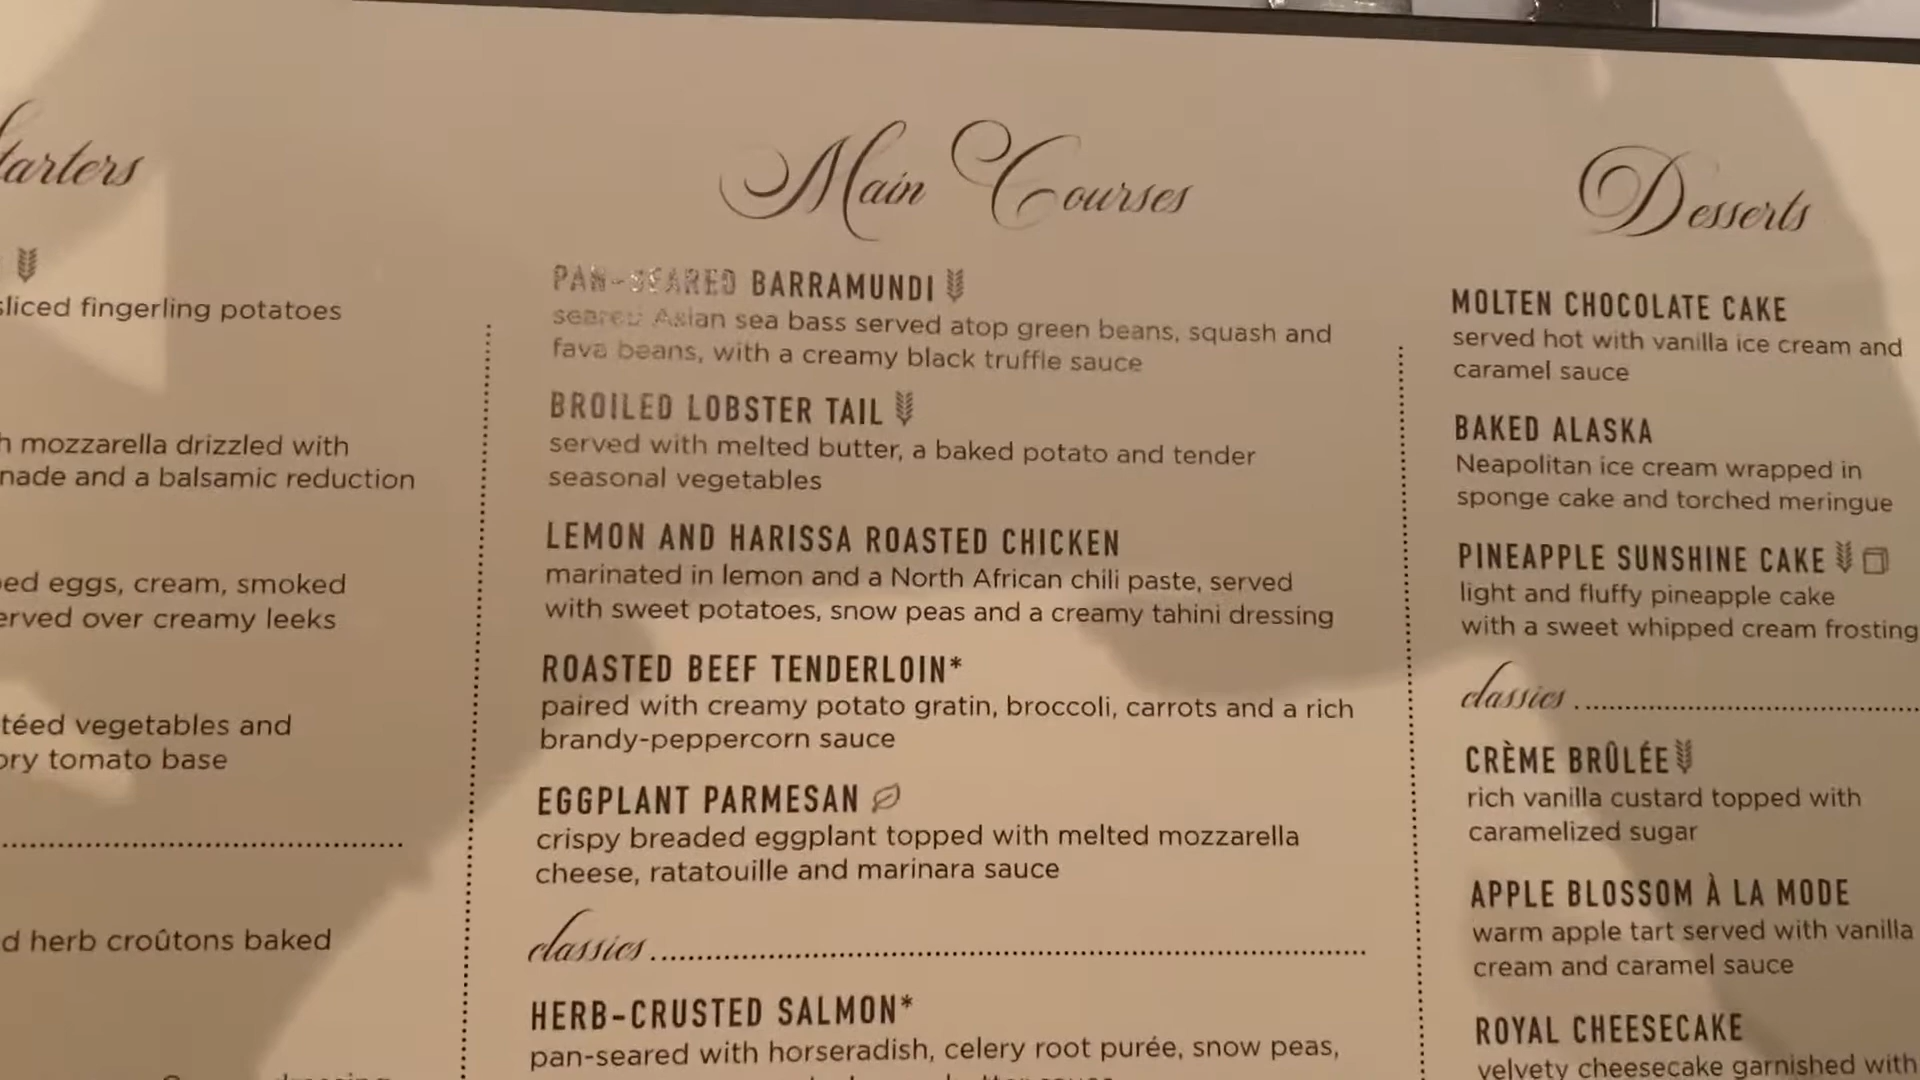 tarters
sliced fingerling potatoes
mozzarella drizzled with
nade and a balsamic reduction
ed eggs, cream, smoked
erved over creamy leeks
téed vegetables and
ory tomato base
d herb croûtons baked
Main Courses
PAN-SEARED BARRAMUNDI
seared Asian sea bass served atop green beans, squash and
fava beans, with a creamy black truffle sauce
BROILED LOBSTER TAIL
served with melted butter, a baked potato and tender
seasonal vegetables
LEMON AND HARISSA ROASTED CHICKEN
marinated in lemon and a North African chili paste, served
with sweet potatoes, snow peas and a creamy tahini dressing
ROASTED BEEF TENDERLOIN*
paired with creamy potato gratin, broccoli, carrots and a rich
brandy-peppercorn sauce
EGGPLANT PARMESAN
crispy breaded eggplant topped with melted mozzarella
cheese, ratatouille and marinara sauce
classics
HERB-CRUSTED SALMON*
pan-seared with horseradish, celery root purée, snow peas,
Desserts
MOLTEN CHOCOLATE CAKE
served hot with vanilla ice cream and
caramel sauce
BAKED ALASKA
Neapolitan ice cream wrapped in
sponge cake and torched meringue
PINEAPPLE SUNSHINE CAKE
light and fluffy pineapple cake
with a sweet whipped cream frosting
classics
CRÈME BRÛLÉE
rich vanilla custard topped with
caramelized sugar
APPLE BLOSSOM À LA MODE
warm apple tart served with vanilla
cream and caramel sauce
ROYAL CHEESECAKE
velvety cheesecake garnished with